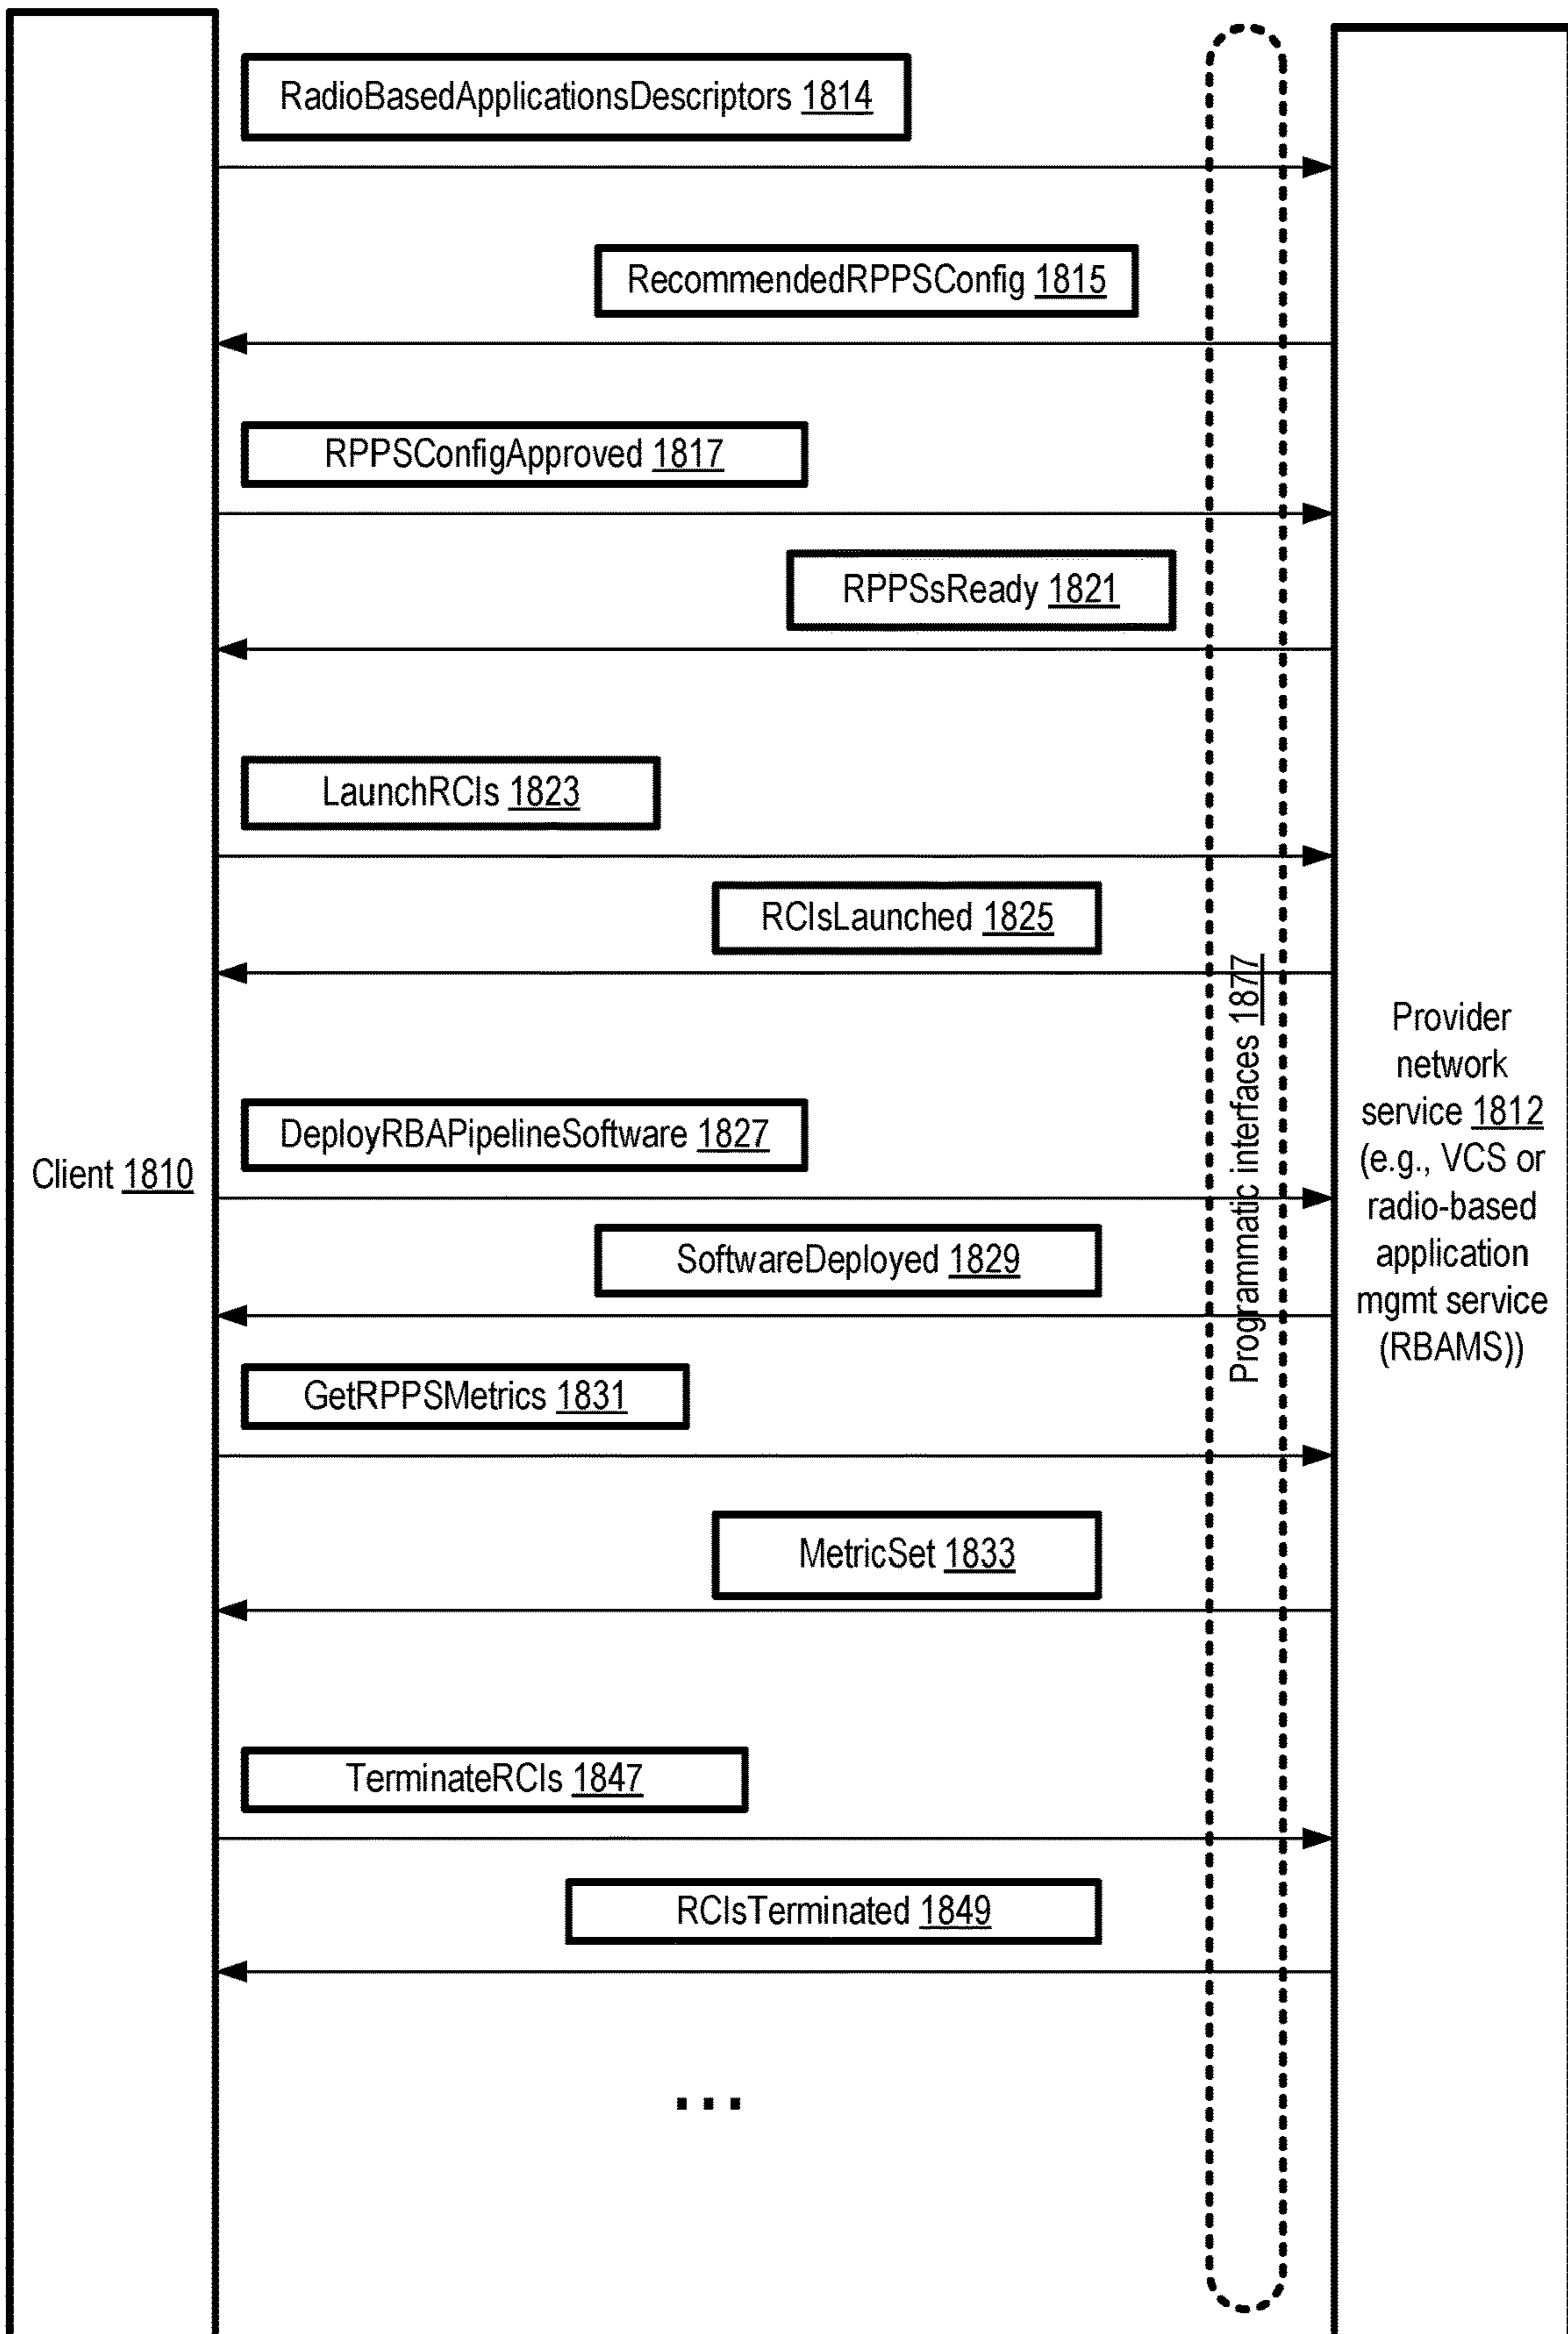 RadioBasedApplicationsDescriptors 1814
RecommendedRPPSConfig 1815
RPPSConfigApproved 1817
RPPSsReady 1821
LaunchRCIs 1823
RCIsLaunched 1825
DeployRBAPipelineSoftware 1827
Client 1810
SoftwareDeployed 1829
GetRPPSMetrics 1831
MetricSet 1833
TerminateRCIs 1847
RCIsTerminated 1849
...
Programmatic interfaces 1877
Provider
network
service 1812
(e.g., VCS or
radio-based
application
mgmt service
(RBAMS))